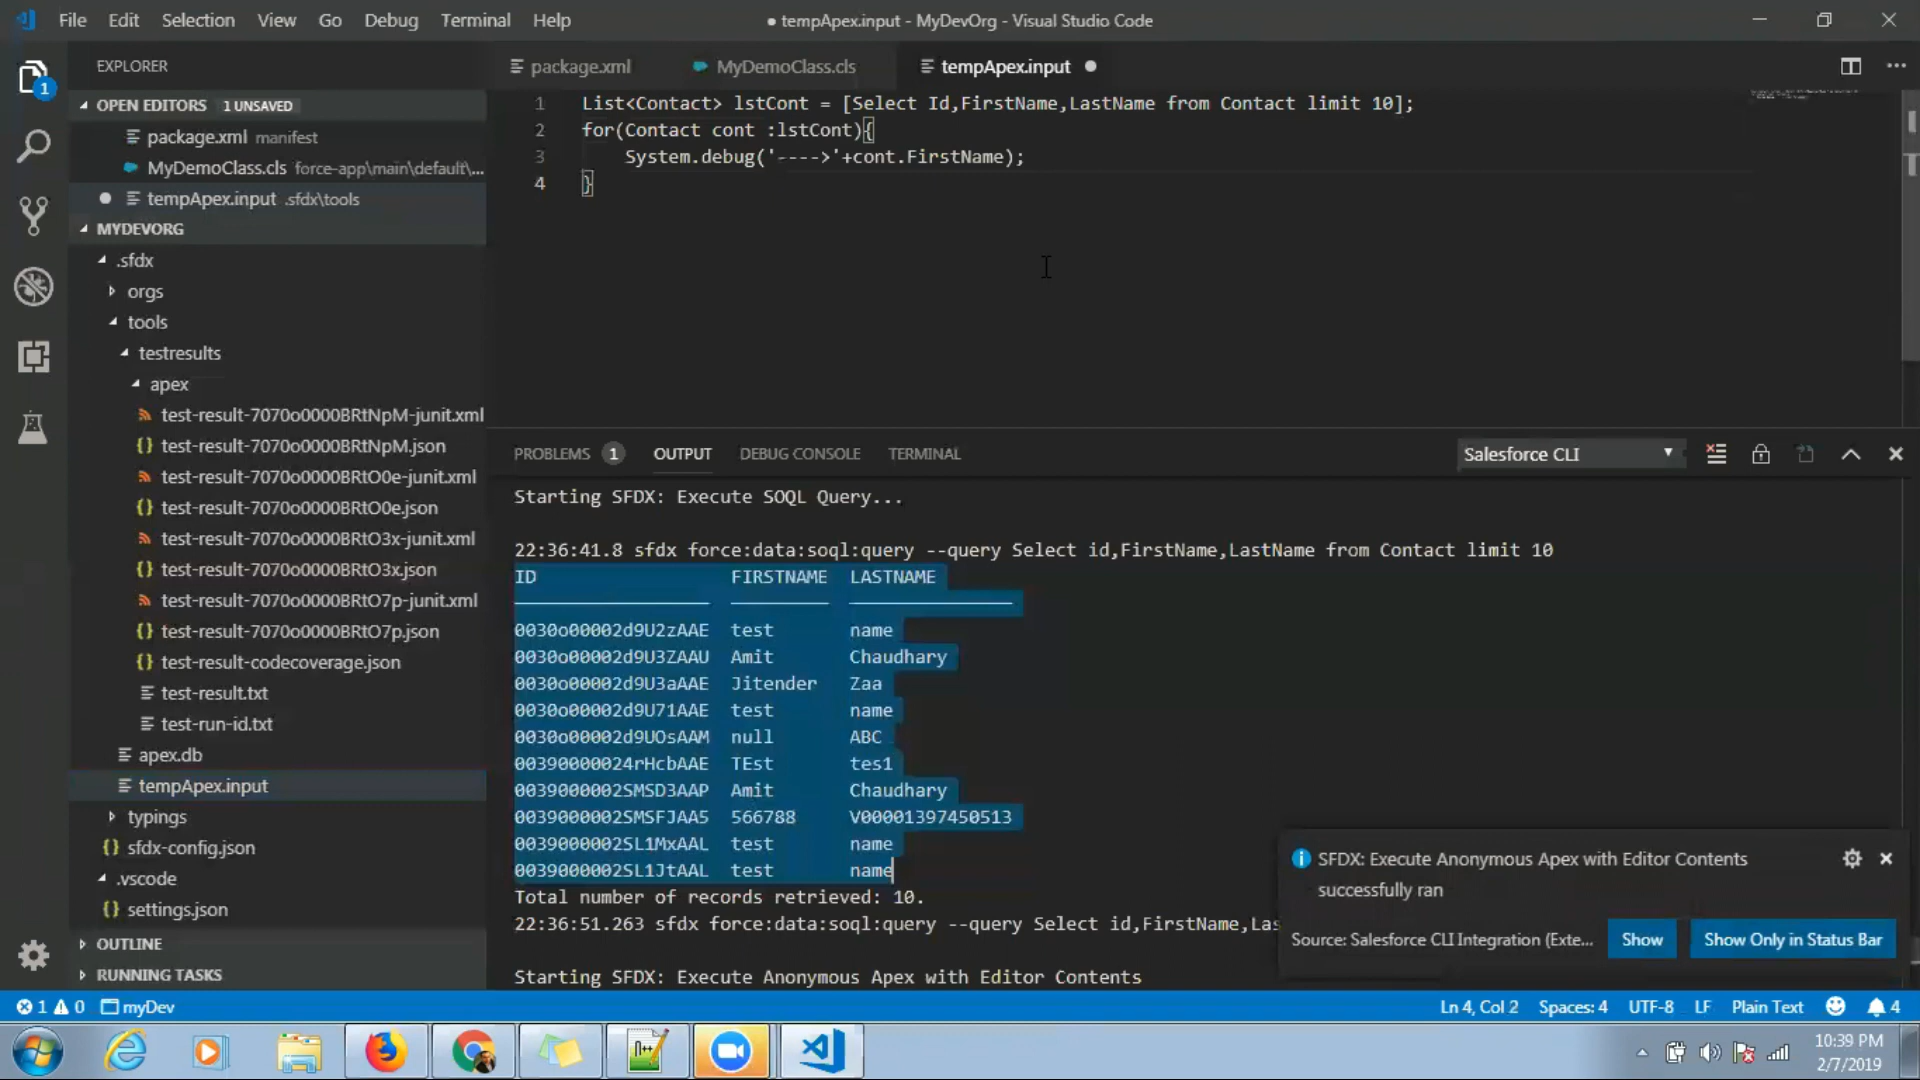 File Edit Selection View Go Debug Terminal Help
● tempApex.input - MyDevOrg - Visual Studio Code
EXPLORER
OPEN EDITORS 1 UNSAVED
package.xml manifest
MyDemoClass.cls force-app\main\default\...
tempApex.input .sfdx\tools
MYDEVORG
.sfdx
orgs
tools
testresults
apex
test-result-7070o0000BRtNpM-junit.xml
test-result-7070o0000BRtNpM.json
test-result-7070o0000BRtO0e-junit.xml
test-result-7070o0000BRtO0e.json
test-result-7070o0000BRtO3x-junit.xml
test-result-7070o0000BRtO3x.json
test-result-7070o0000BRtO7p-junit.xml
test-result-7070o0000BRtO7p.json
test-result-codecoverage.json
test-result.txt
test-run-id.txt
apex.db
tempApex.input
typings
sfdx-config.json
.vscode
settings.json
OUTLINE
RUNNING TASKS
1
package.xml MyDemoClass.cls tempApex.input
1 List<Contact> lstCont = [Select Id,FirstName,LastName from Contact limit 10];
2 for(Contact cont :lstCont){
3 System.debug('---->'+cont.FirstName);
4 }
PROBLEMS 1 OUTPUT DEBUG CONSOLE TERMINAL Salesforce CLI
Starting SFDX: Execute SOQL Query...
22:36:41.8 sfdx force:data:soql:query --query Select id,FirstName,LastName from Contact limit 10
ID FIRSTNAME LASTNAME
0030o00002d9U2zAAE test name
0030o00002d9U3ZAAU Amit Chaudhary
0030o00002d9U3aAAE Jitender Zaa
0030o00002d9U71AAE test name
0030o00002d9UOsAAM null ABC
00390000024rHcbAAE TEst tes1
0039000002SMSD3AAP Amit Chaudhary
0039000002SMSFJAA5 566788 V00001397450513
0039000002SL1MxAAL test name
0039000002SL1JtAAL test name
Total number of records retrieved: 10.
22:36:51.263 sfdx force:data:soql:query --query Select id,FirstName,Las
Starting SFDX: Execute Anonymous Apex with Editor Contents
SFDX: Execute Anonymous Apex with Editor Contents
successfully ran
Source: Salesforce CLI Integration (Exte... Show Show Only in Status Bar
1 0 myDev Ln 4, Col 2 Spaces: 4 UTF-8 LF Plain Text 4
10:39 PM
2/7/2019